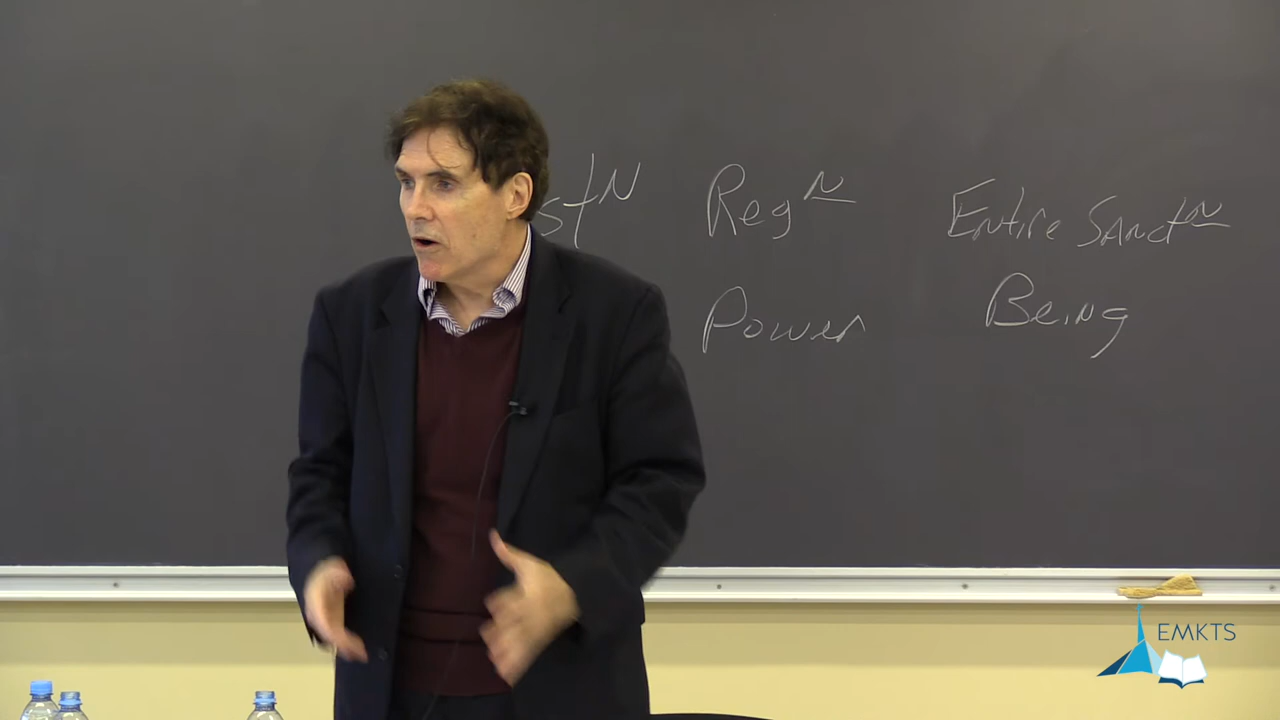 stᴺ Regᴺ Entire Sanctᴺ
Power Being
EMKTS